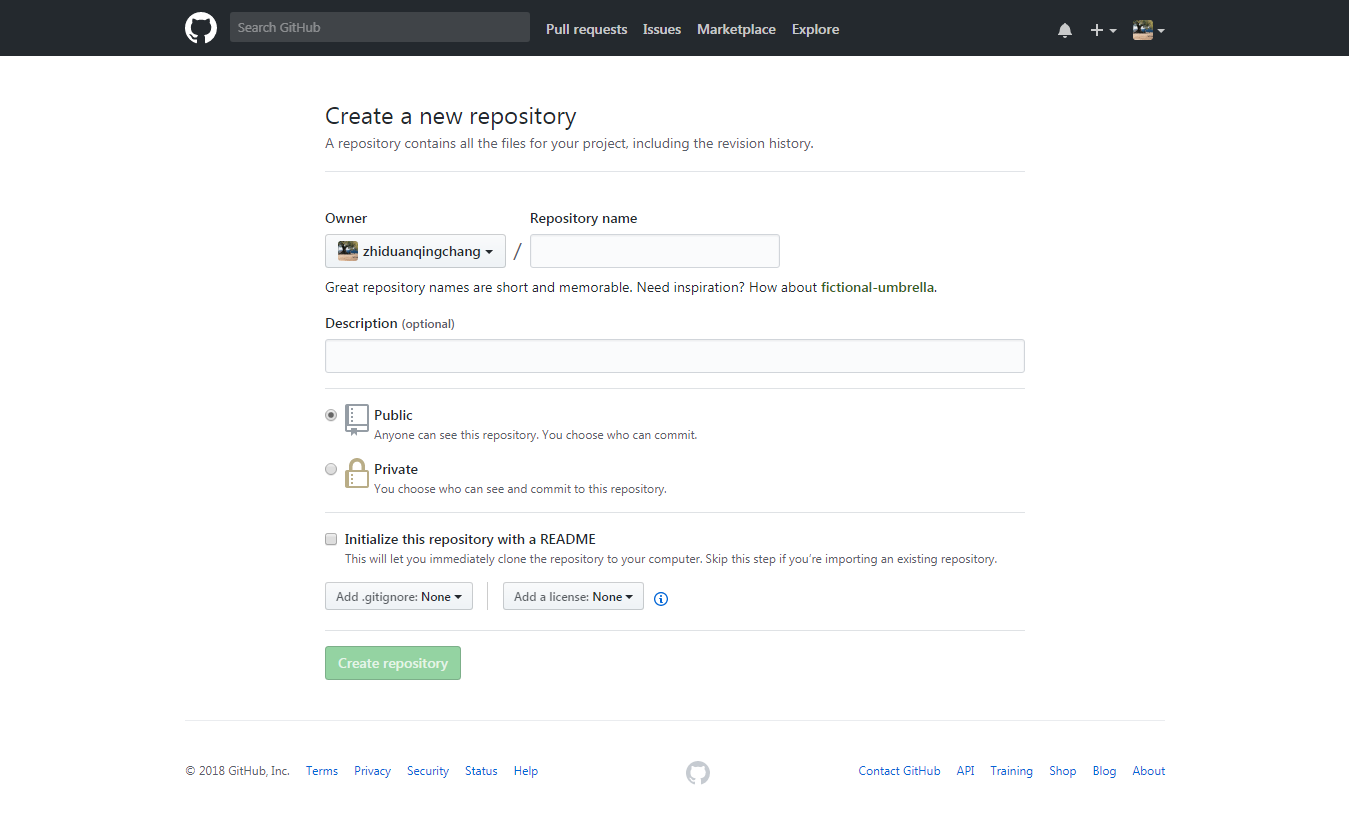 Search GitHub Pull requests Issues Marketplace Explore
Create a new repository
A repository contains all the files for your project, including the revision history.
Owner Repository name
zhiduanqingchang /
Great repository names are short and memorable. Need inspiration? How about fictional-umbrella.
Description (optional)
Public
Anyone can see this repository. You choose who can commit.
Private
You choose who can see and commit to this repository.
Initialize this repository with a README
This will let you immediately clone the repository to your computer. Skip this step if you're importing an existing repository.
Add .gitignore: None Add a license: None
Create repository
© 2018 GitHub, Inc. Terms Privacy Security Status Help Contact GitHub API Training Shop Blog About